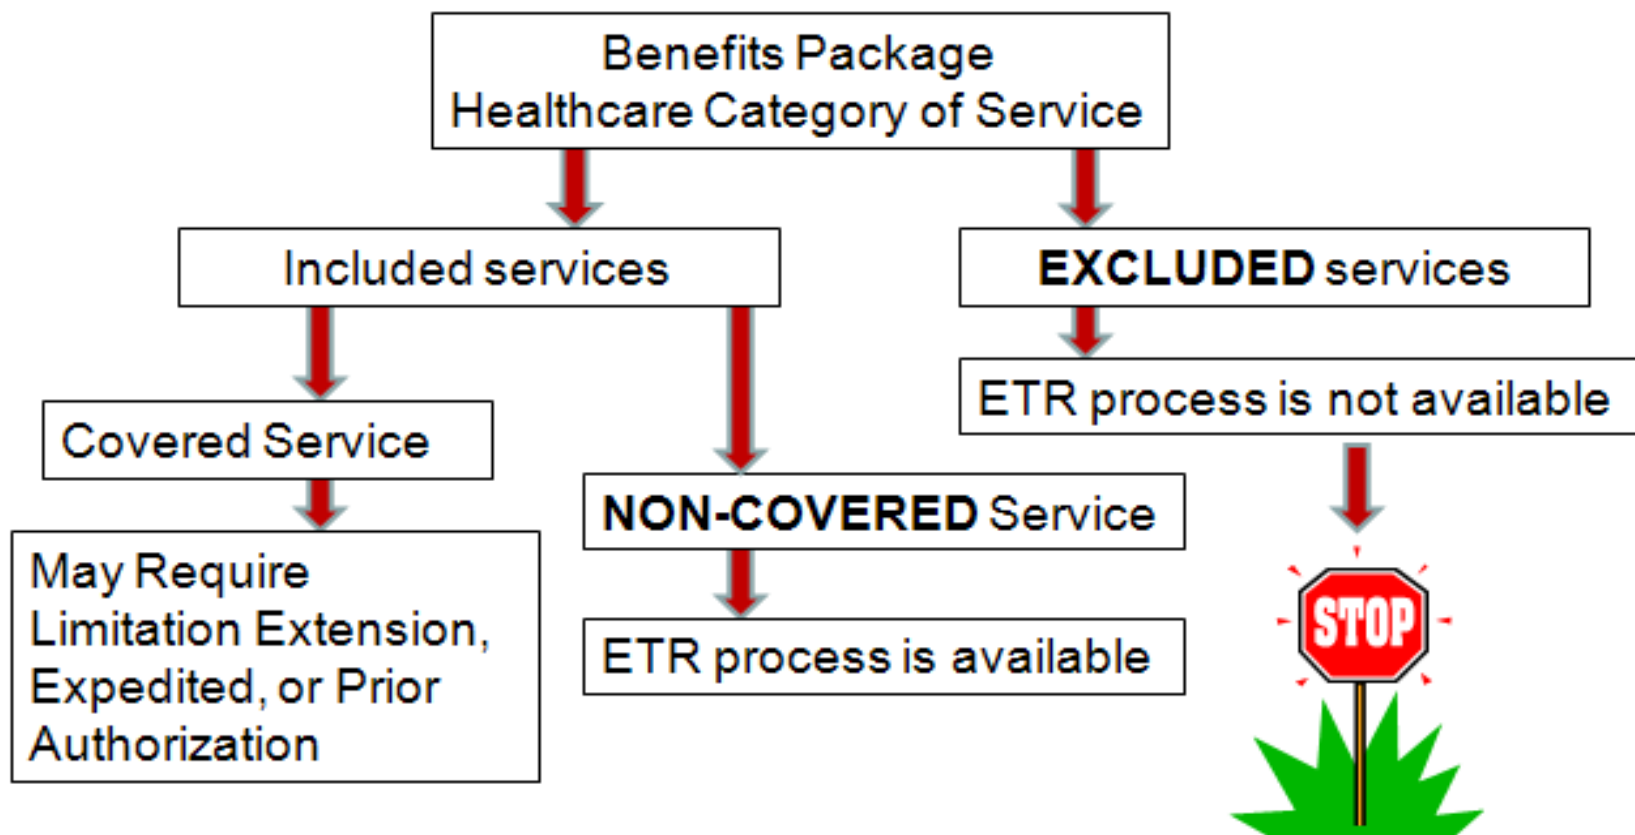 Benefits Package
Healthcare Category of Service
Included services
EXCLUDED services
ETR process is not available
Covered Service
NON-COVERED Service
May Require
Limitation Extension,
Expedited, or Prior
Authorization
ETR process is available
STOP